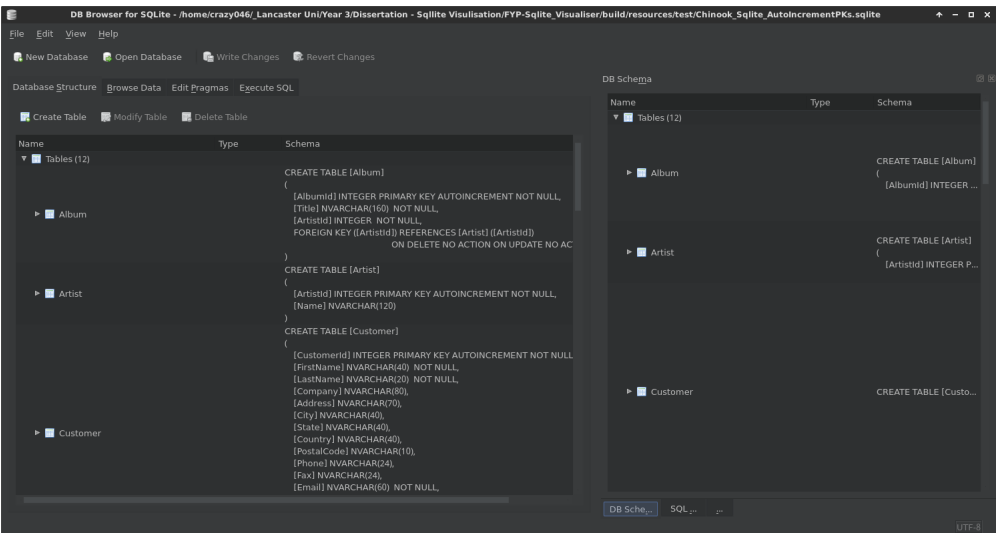 DB Browser for SQLite - /home/crazy046/_Lancaster Uni/Year 3/Dissertation - Sqllite Visulisation/FYP-Sqlite_Visualiser/build/resources/test/Chinook_Sqlite_AutoIncrementPKs.sqlite
File Edit View Help
New Database Open Database Write Changes Revert Changes
Database Structure Browse Data Edit Pragmas Execute SQL
Create Table Modify Table Delete Table
Name Type Schema
Tables (12)
Album
CREATE TABLE [Album]
(
[AlbumId] INTEGER PRIMARY KEY AUTOINCREMENT NOT NULL,
[Title] NVARCHAR(160) NOT NULL,
[ArtistId] INTEGER NOT NULL,
FOREIGN KEY ([ArtistId]) REFERENCES [Artist] ([ArtistId])
ON DELETE NO ACTION ON UPDATE NO AC
)
Artist
CREATE TABLE [Artist]
(
[ArtistId] INTEGER PRIMARY KEY AUTOINCREMENT NOT NULL,
[Name] NVARCHAR(120)
)
Customer
CREATE TABLE [Customer]
(
[CustomerId] INTEGER PRIMARY KEY AUTOINCREMENT NOT NULL
[FirstName] NVARCHAR(40) NOT NULL,
[LastName] NVARCHAR(20) NOT NULL,
[Company] NVARCHAR(80),
[Address] NVARCHAR(70),
[City] NVARCHAR(40),
[State] NVARCHAR(40),
[Country] NVARCHAR(40),
[PostalCode] NVARCHAR(10),
[Phone] NVARCHAR(24),
[Fax] NVARCHAR(24),
[Email] NVARCHAR(60) NOT NULL,
DB Schema
Name Type Schema
Tables (12)
Album
CREATE TABLE [Album]
(
[AlbumId] INTEGER ...
Artist
CREATE TABLE [Artist]
(
[ArtistId] INTEGER P...
Customer
CREATE TABLE [Custo...
DB Sche... SQL ... ...
UTF-8